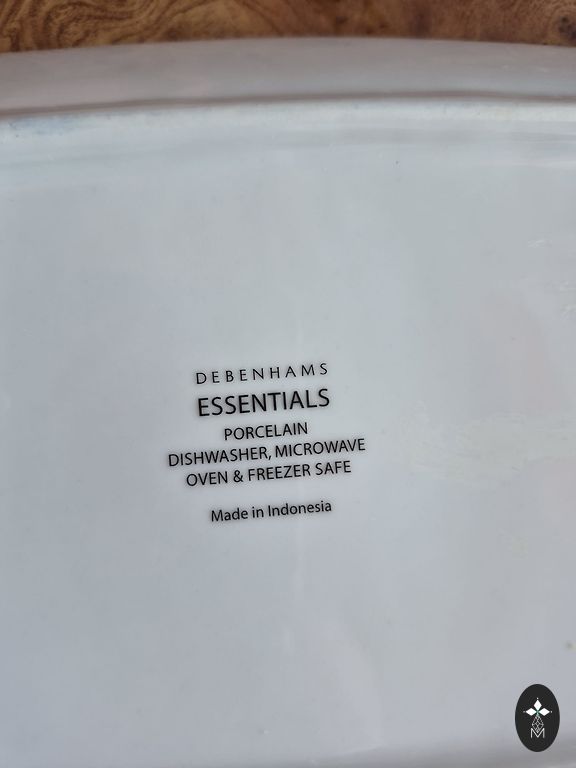 DEBENHAMS
ESSENTIALS
PORCELAIN
DISHWASHER, MICROWAVE
OVEN & FREEZER SAFE
Made in Indonesia
M